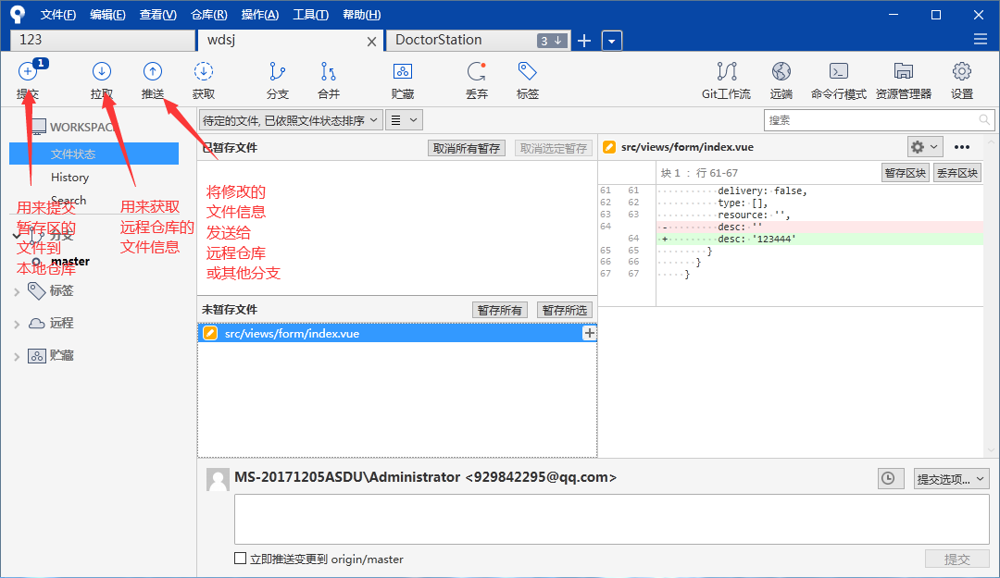 文件(F) 编辑(E) 查看(V) 仓库(R) 操作(A) 工具(T) 帮助(H)
123 wdsj DoctorStation 3
1
提交 拉取 推送 获取 分支 合并 贮藏 丢弃 标签 Git工作流 远端 命令行模式 资源管理器 设置
WORKSPACE
文件状态
History
Search
分支
master
标签
远程
贮藏
用来提交
暂存区的
文件到
本地仓库
用来获取
远程仓库的
文件信息
待定的文件, 已依照文件状态排序
搜索
已暂存文件 取消所有暂存 取消选定暂存
将修改的
文件信息
发送给
远程仓库
或其他分支
未暂存文件 暂存所有 暂存所选
src/views/form/index.vue
src/views/form/index.vue
块 1 : 行 61-67 暂存区块 丢弃区块
61 61 delivery: false,
62 62 type: [],
63 63 resource: '',
64 - desc: ''
64 + desc: '123444'
65 65 }
66 66 }
67 67 }
MS-20171205ASDU\Administrator <929842295@qq.com>
提交选项...
立即推送变更到 origin/master
提交